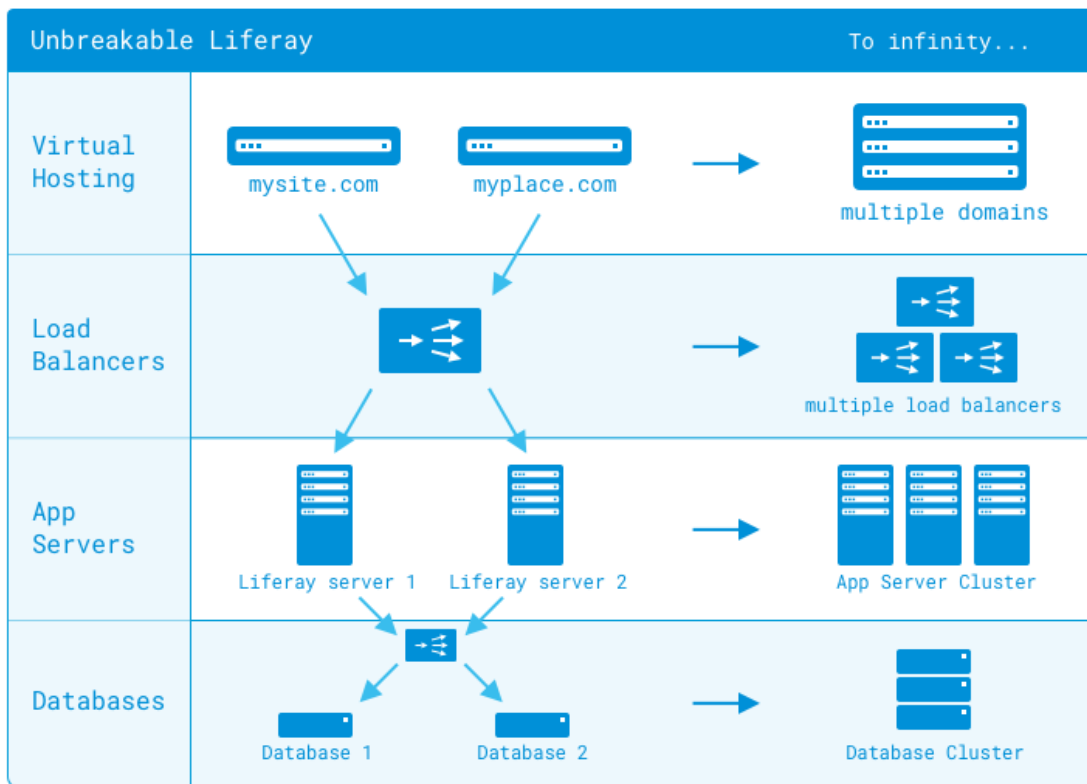 Unbreakable Liferay
To infinity...
Virtual
Hosting
mysite.com
myplace.com
multiple domains
Load
Balancers
multiple load balancers
App
Servers
Liferay server 1
Liferay server 2
App Server Cluster
Databases
Database 1
Database 2
Database Cluster